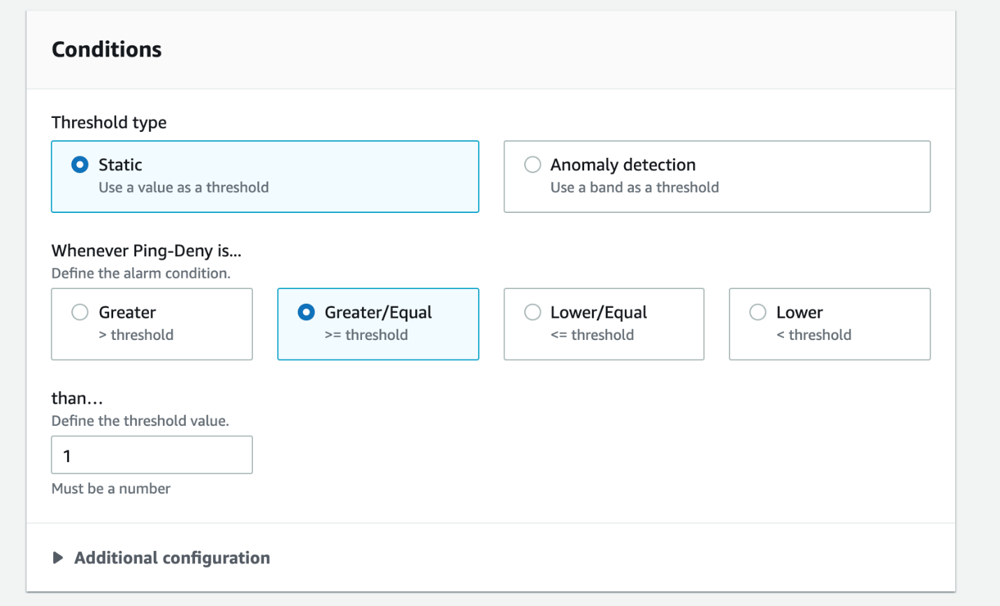 Conditions
Threshold type
Static
Use a value as a threshold
Anomaly detection
Use a band as a threshold
Whenever Ping-Deny is...
Define the alarm condition.
Greater
> threshold
Greater/Equal
>= threshold
Lower/Equal
<= threshold
Lower
< threshold
than...
Define the threshold value.
1
Must be a number
Additional configuration